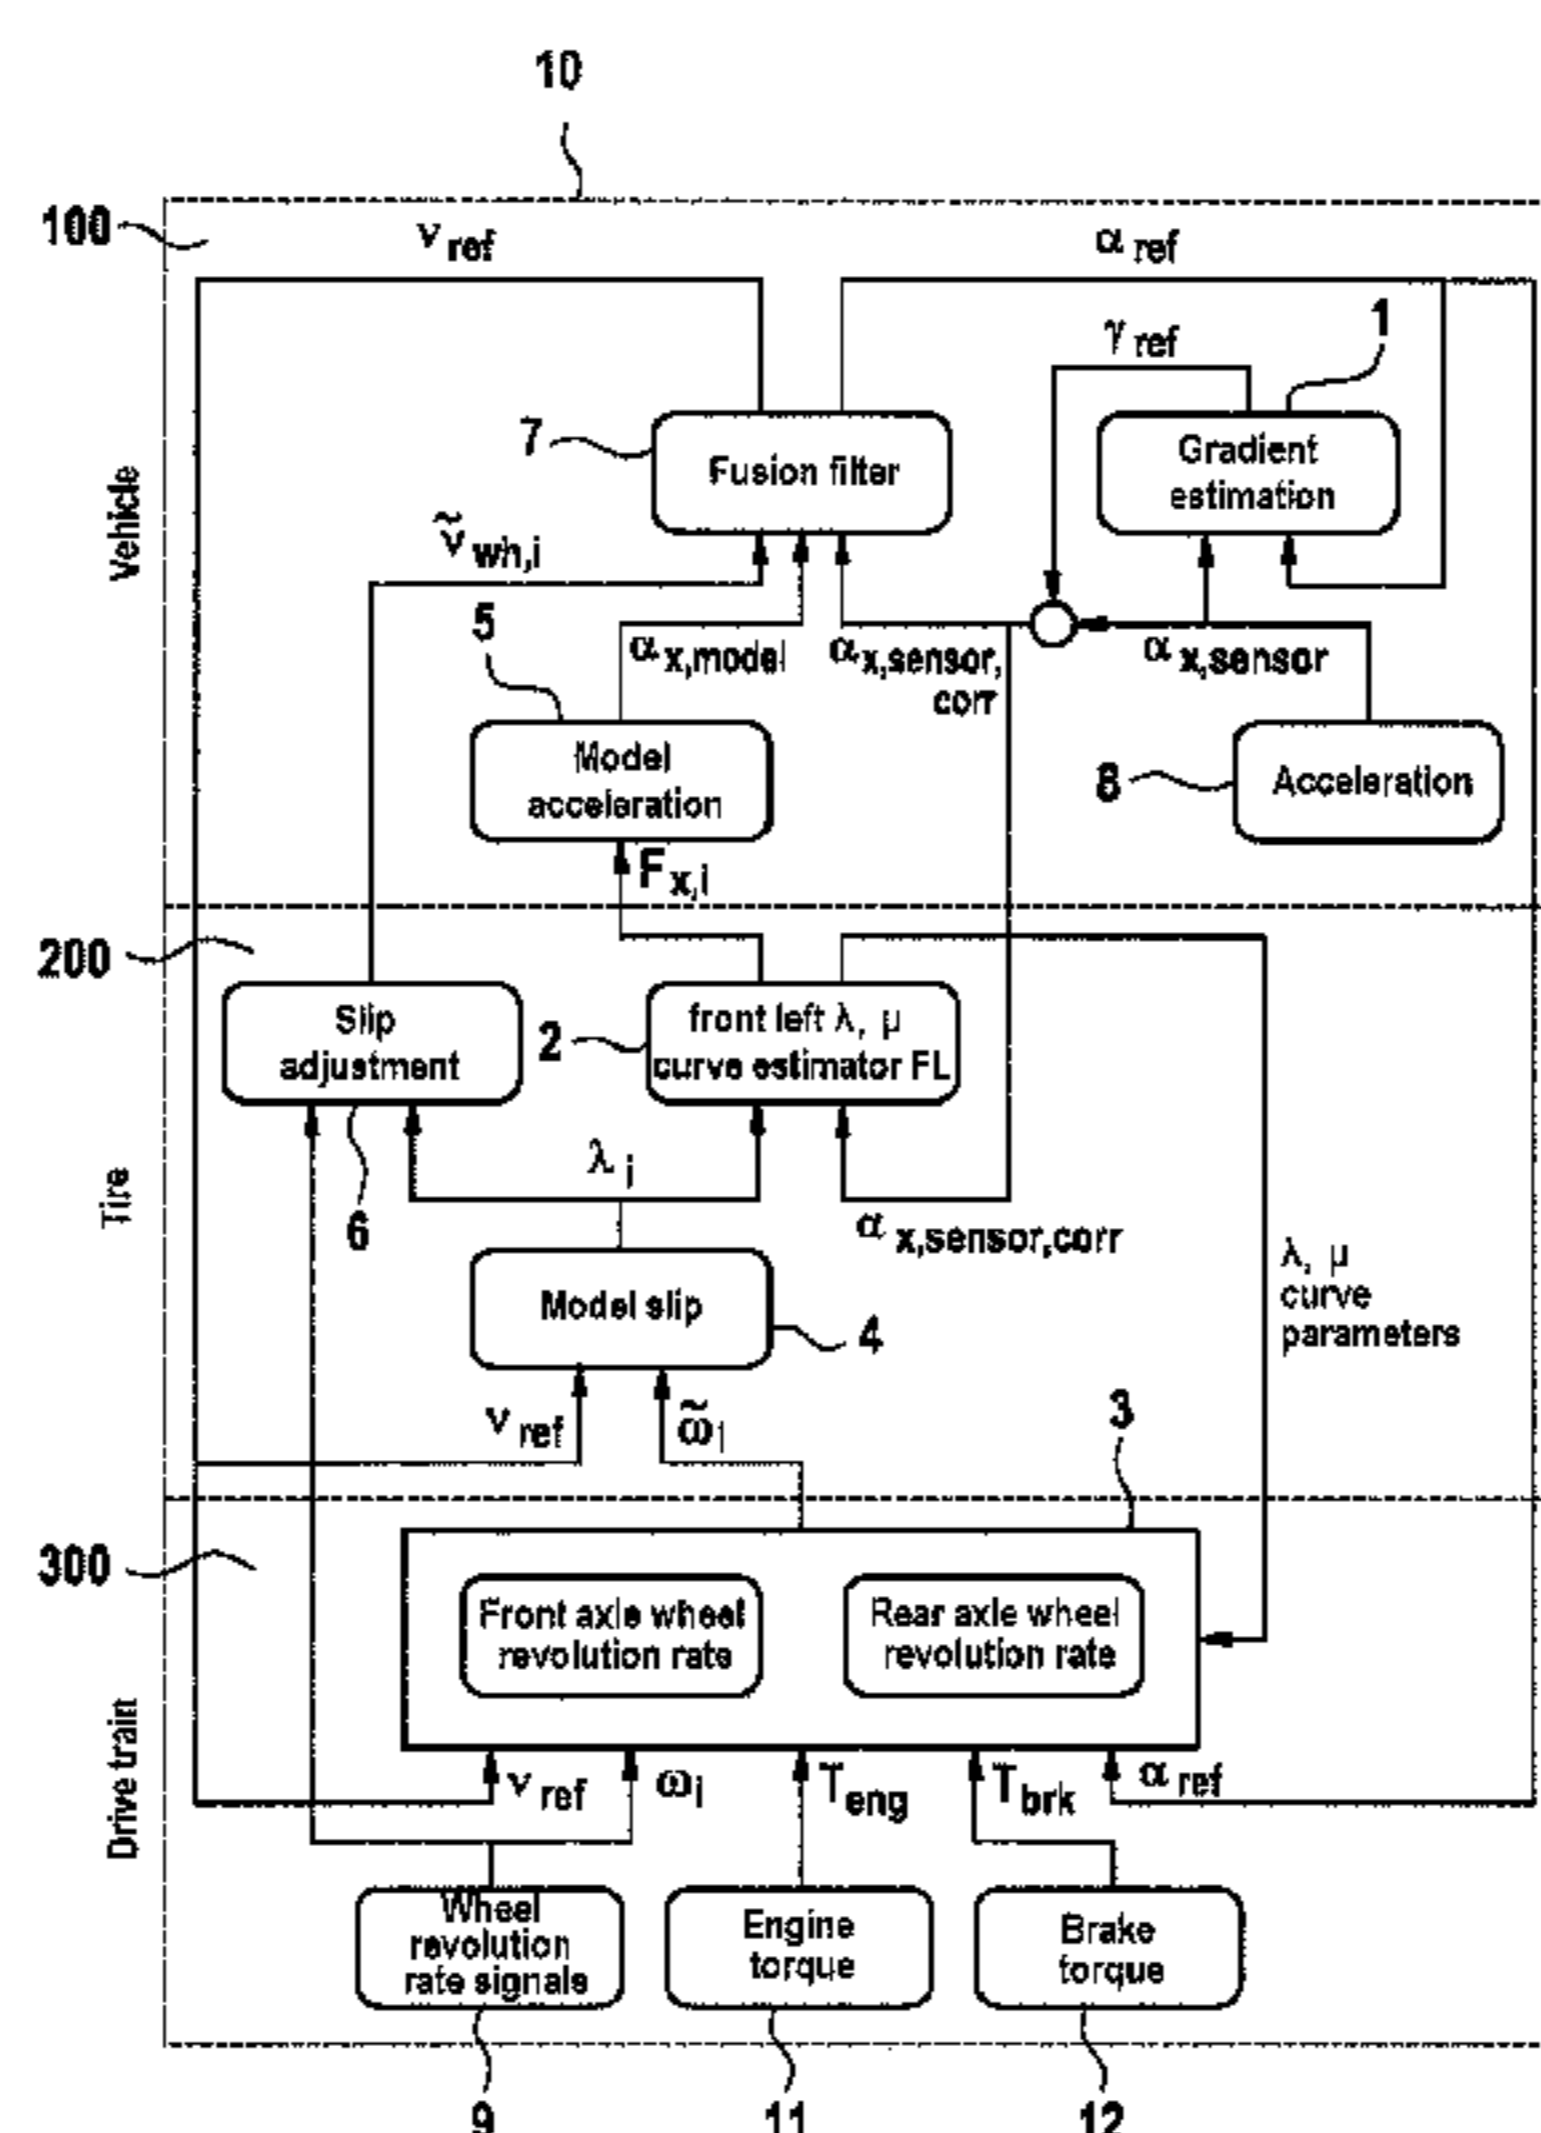 10
100
ν ref
α ref
γ ref
1
7
Fusion filter
Gradient
estimation
Vehicle
ṽ wh,i
5
α x,model
α x,sensor,
corr
α x,sensor
Model
acceleration
8
Acceleration
F x,i
200
Slip
adjustment
2
front left λ, μ
curve estimator FL
λ i
6
α x,sensor,corr
Tire
λ, μ
curve
parameters
Model slip
4
ν ref
ω̃ i
3
300
Front axle wheel
revolution rate
Rear axle wheel
revolution rate
Drive train
ν ref
ω i
T eng
T brk
α ref
Wheel
revolution
rate signals
Engine
torque
Brake
torque
9
11
12